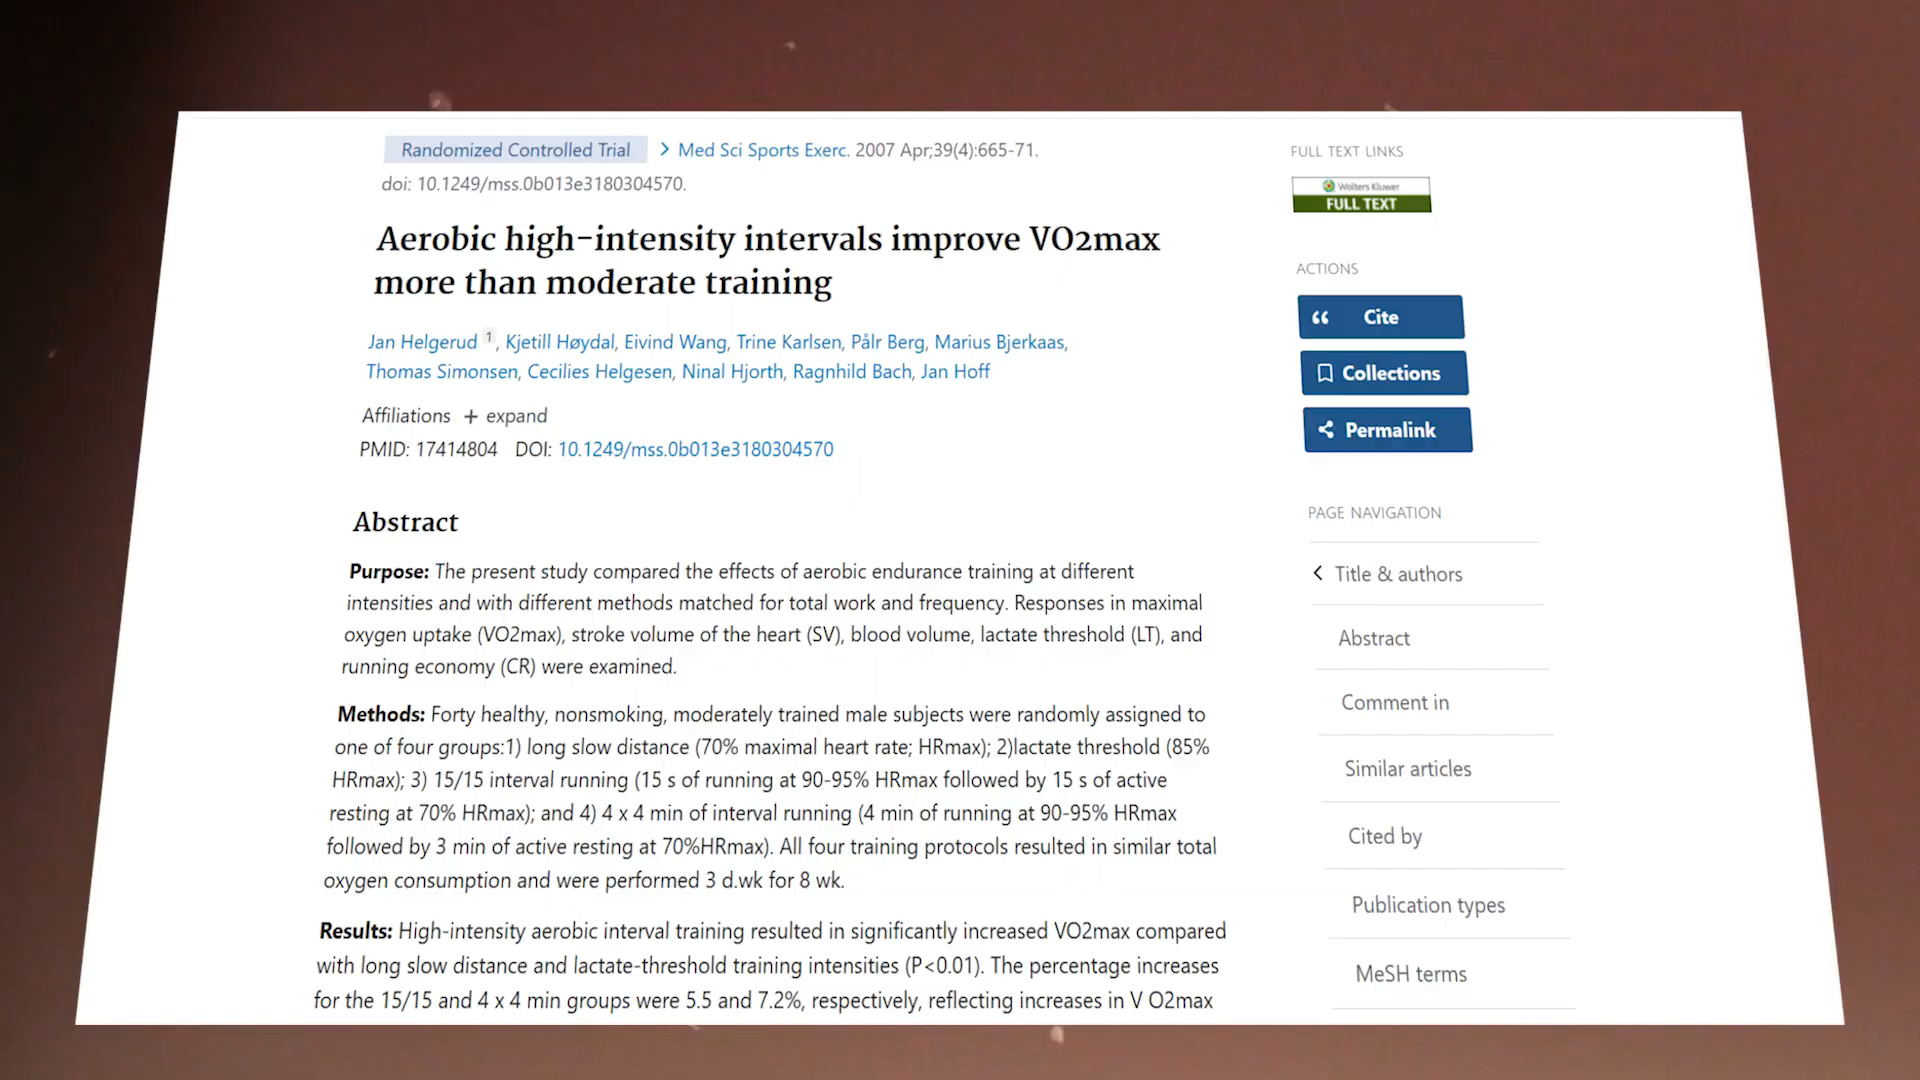 Randomized Controlled Trial > Med Sci Sports Exerc. 2007 Apr;39(4):665-71.
doi: 10.1249/mss.0b013e3180304570.
Aerobic high-intensity intervals improve VO2max
more than moderate training
Jan Helgerud 1, Kjetill Høydal, Eivind Wang, Trine Karlsen, Pålr Berg, Marius Bjerkaas,
Thomas Simonsen, Cecilies Helgesen, Ninal Hjorth, Ragnhild Bach, Jan Hoff
Affiliations + expand
PMID: 17414804 DOI: 10.1249/mss.0b013e3180304570
Abstract
Purpose: The present study compared the effects of aerobic endurance training at different
intensities and with different methods matched for total work and frequency. Responses in maximal
oxygen uptake (VO2max), stroke volume of the heart (SV), blood volume, lactate threshold (LT), and
running economy (CR) were examined.
Methods: Forty healthy, nonsmoking, moderately trained male subjects were randomly assigned to
one of four groups:1) long slow distance (70% maximal heart rate; HRmax); 2)lactate threshold (85%
HRmax); 3) 15/15 interval running (15 s of running at 90-95% HRmax followed by 15 s of active
resting at 70% HRmax); and 4) 4 x 4 min of interval running (4 min of running at 90-95% HRmax
followed by 3 min of active resting at 70%HRmax). All four training protocols resulted in similar total
oxygen consumption and were performed 3 d.wk for 8 wk.
Results: High-intensity aerobic interval training resulted in significantly increased VO2max compared
with long slow distance and lactate-threshold training intensities (P<0.01). The percentage increases
for the 15/15 and 4 x 4 min groups were 5.5 and 7.2%, respectively, reflecting increases in V O2max
FULL TEXT LINKS
Wolters Kluwer
FULL TEXT
ACTIONS
Cite
Collections
Permalink
PAGE NAVIGATION
Title & authors
Abstract
Comment in
Similar articles
Cited by
Publication types
MeSH terms